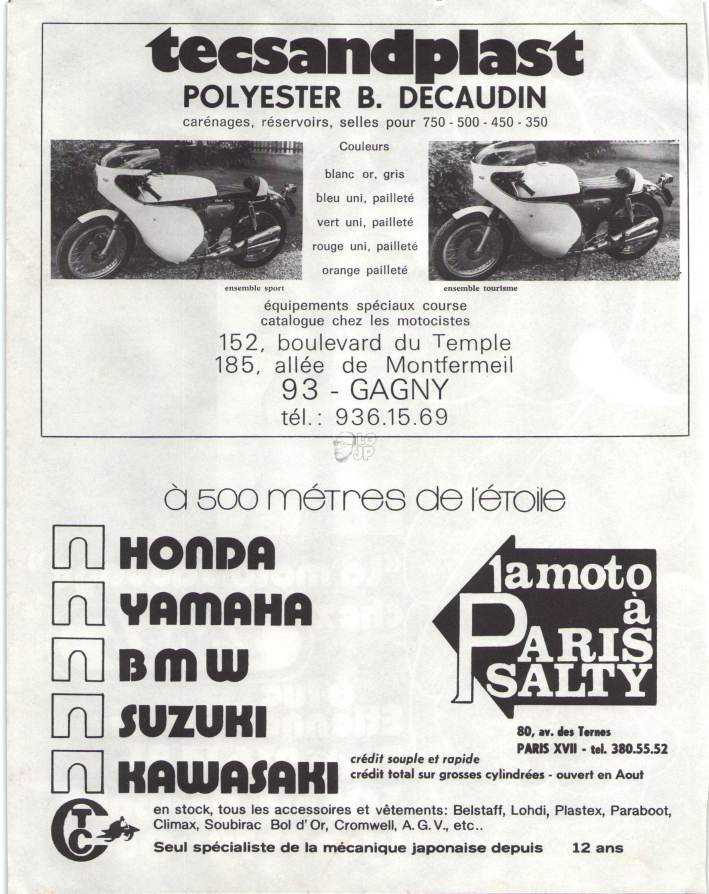 tecsandplast
POLYESTER B. DECAUDIN
carénages, réservoirs, selles pour 750 - 500 - 450 - 350
Couleurs
blanc or, gris
bleu uni, pailleté
vert uni, pailleté
rouge uni, pailleté
orange pailleté
ensemble sport
ensemble tourisme
équipements spéciaux course
catalogue chez les motocistes
152, boulevard du Temple
185, allée de Montfermeil
93 - GAGNY
tél.: 936.15.69
LG
JP
à 500 métres de l'étoile
HONDA
YAMAHA
BMW
SUZUKI
KAWASAKI
la moto
à
PARIS
SALTY
80, av. des Ternes
PARIS XVII - tel. 380.55.52
crédit souple et rapide
crédit total sur grosses cylindrées - ouvert en Aout
TC
en stock, tous les accessoires et vêtements: Belstaff, Lohdi, Plastex, Paraboot,
Climax, Soubirac Bol d'Or, Cromwell, A.G.V., etc..
Seul spécialiste de la mécanique japonaise depuis 12 ans